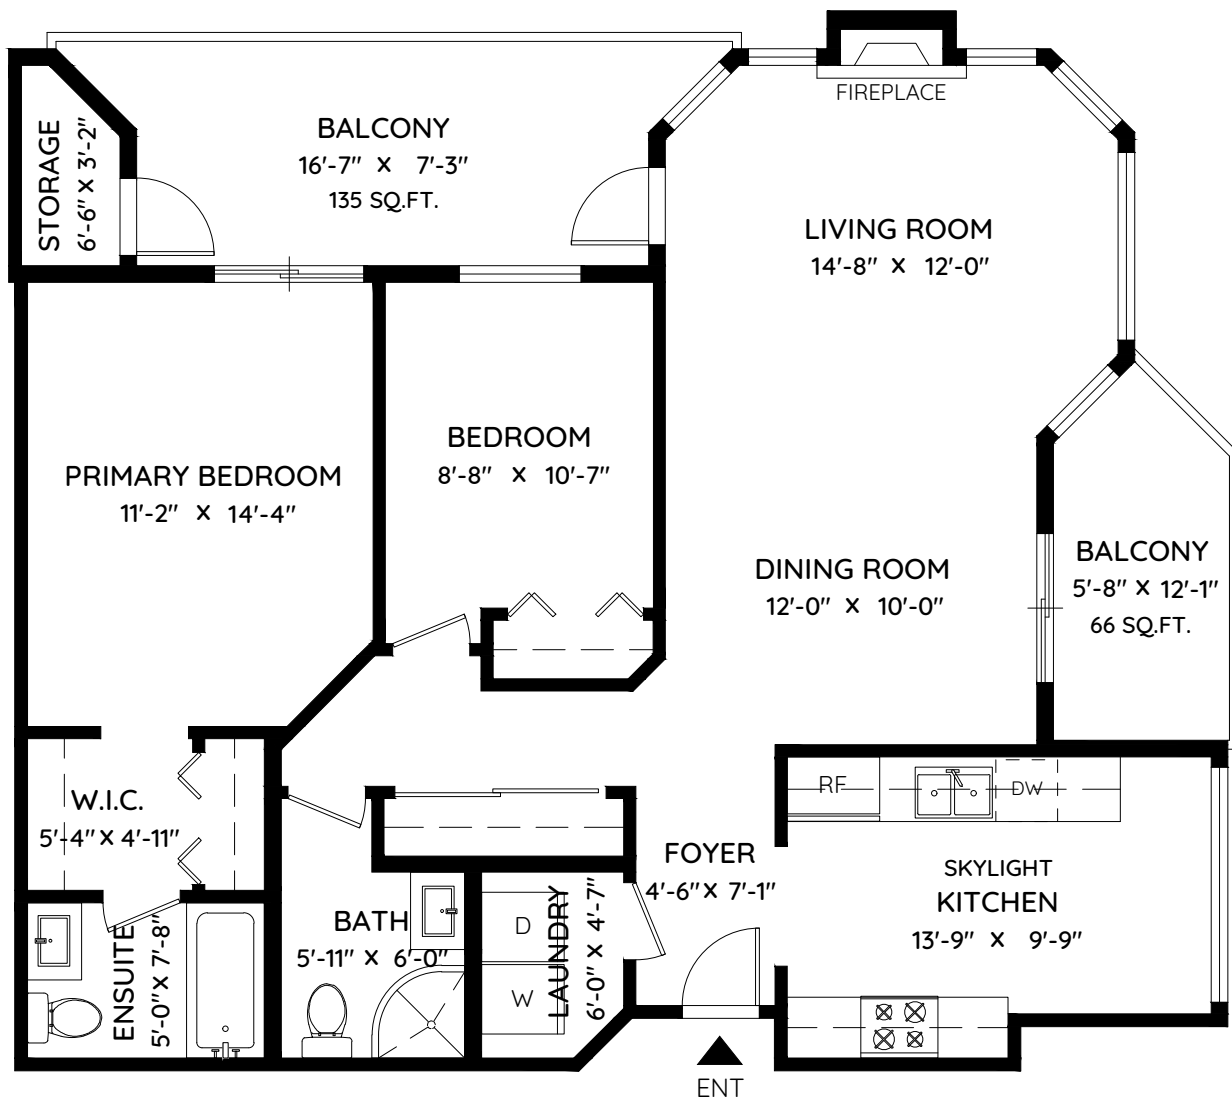 FIREPLACE
BALCONY
16'-7" X 7'-3"
135 SQ.FT.
STORAGE
6'-6" X 3'-2"
LIVING ROOM
14'-8" X 12'-0"
BEDROOM
8'-8" X 10'-7"
PRIMARY BEDROOM
11'-2" X 14'-4"
DINING ROOM
12'-0" X 10'-0"
BALCONY
5'-8" X 12'-1"
66 SQ.FT.
W.I.C.
5'-4" X 4'-11"
RF
DW
FOYER
4'-6" X 7'-1"
SKYLIGHT
KITCHEN
13'-9" X 9'-9"
BATH
5'-11" X 6'-0"
ENSUITE
5'-0" X 7'-8"
D
W
LAUNDRY
6'-0" X 4'-7"
ENT